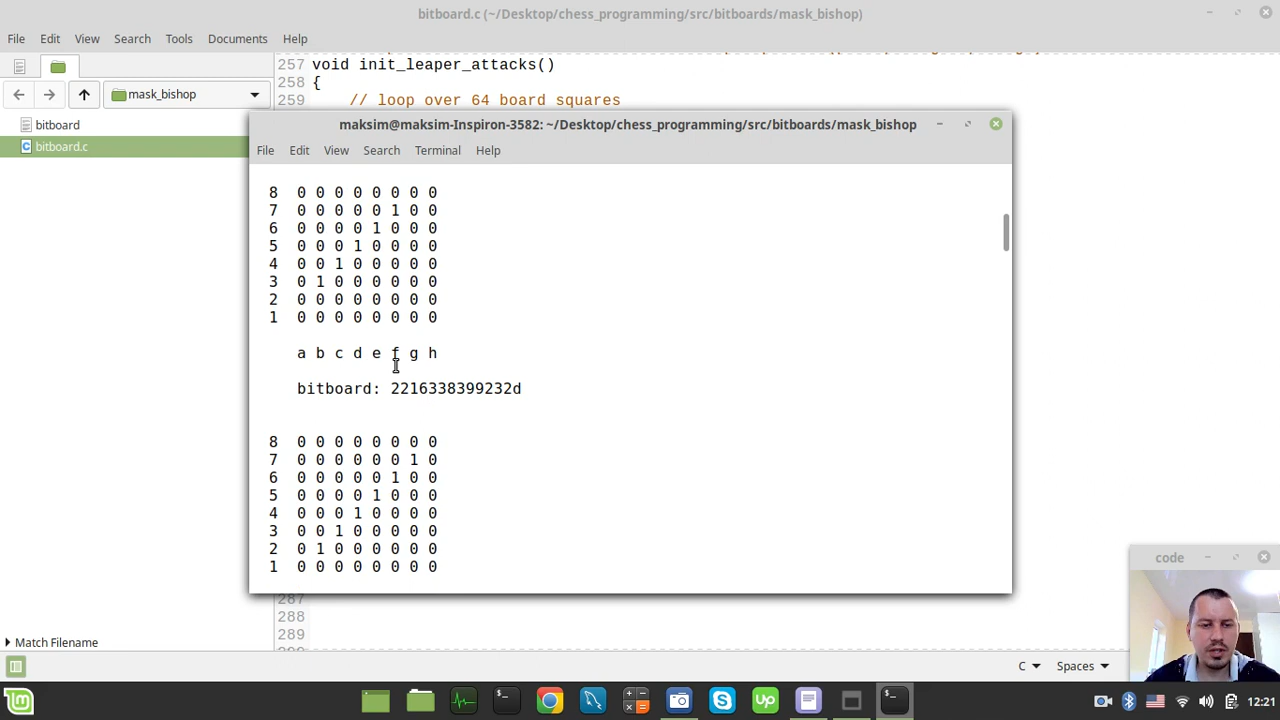 bitboard.c (~/Desktop/chess_programming/src/bitboards/mask_bishop)
File Edit View Search Tools Documents Help
mask_bishop
bitboard
bitboard.c
257 void init_leaper_attacks()
258 {
259 // loop over 64 board squares
maksim@maksim-Inspiron-3582: ~/Desktop/chess_programming/src/bitboards/mask_bishop
File Edit View Search Terminal Help
8 0 0 0 0 0 0 0 0
7 0 0 0 0 0 1 0 0
6 0 0 0 0 1 0 0 0
5 0 0 0 1 0 0 0 0
4 0 0 1 0 0 0 0 0
3 0 1 0 0 0 0 0 0
2 0 0 0 0 0 0 0 0
1 0 0 0 0 0 0 0 0
a b c d e f g h
bitboard: 2216338399232d
8 0 0 0 0 0 0 0 0
7 0 0 0 0 0 0 1 0
6 0 0 0 0 0 1 0 0
5 0 0 0 0 1 0 0 0
4 0 0 0 1 0 0 0 0
3 0 0 1 0 0 0 0 0
2 0 1 0 0 0 0 0 0
1 0 0 0 0 0 0 0 0
287
288
289
code
Match Filename
C Spaces
12:21